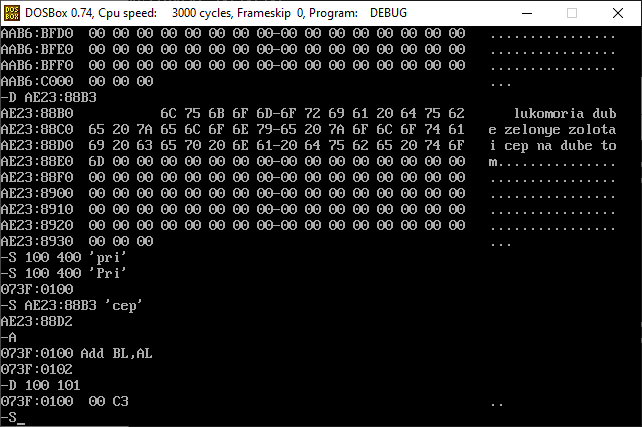 DOS BOX DOSBox 0.74, Cpu speed: 3000 cycles, Frameskip 0, Program: DEBUG
AAB6:BFD0 00 00 00 00 00 00 00 00-00 00 00 00 00 00 00 00 ................
AAB6:BFE0 00 00 00 00 00 00 00 00-00 00 00 00 00 00 00 00 ................
AAB6:BFF0 00 00 00 00 00 00 00 00-00 00 00 00 00 00 00 00 ................
AAB6:C000 00 00 00 ...
-D AE23:88B3
AE23:88B0 6C 75 6B 6F 6D-6F 72 69 61 20 64 75 62 lukomoria dub
AE23:88C0 65 20 7A 65 6C 6F 6E 79-65 20 7A 6F 6C 6F 74 61 e zelonye zolota
AE23:88D0 69 20 63 65 70 20 6E 61-20 64 75 62 65 20 74 6F i cep na dube to
AE23:88E0 6D 00 00 00 00 00 00 00-00 00 00 00 00 00 00 00 m...............
AE23:88F0 00 00 00 00 00 00 00 00-00 00 00 00 00 00 00 00 ................
AE23:8900 00 00 00 00 00 00 00 00-00 00 00 00 00 00 00 00 ................
AE23:8910 00 00 00 00 00 00 00 00-00 00 00 00 00 00 00 00 ................
AE23:8920 00 00 00 00 00 00 00 00-00 00 00 00 00 00 00 00 ................
AE23:8930 00 00 00 ...
-S 100 400 'pri'
-S 100 400 'Pri'
073F:0100
-S AE23:88B3 'cep'
AE23:88D2
-A
073F:0100 Add BL,AL
073F:0102
-D 100 101
073F:0100 00 C3 ..
-S_